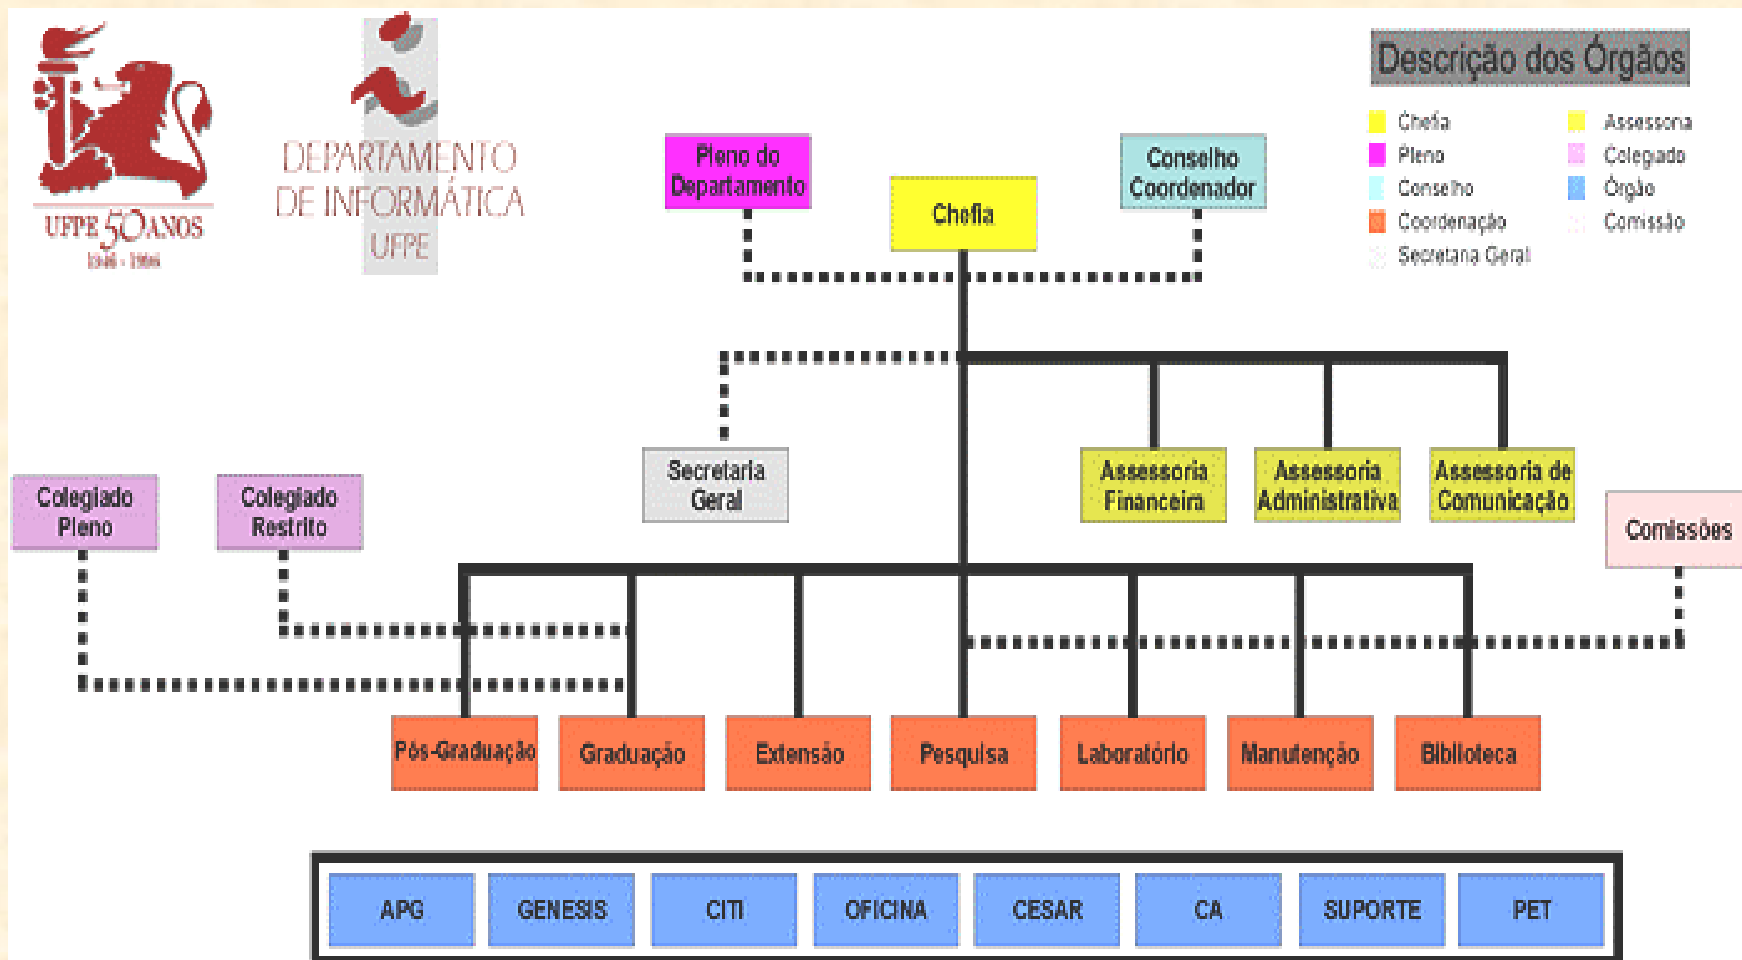 UFPE 50 ANOS
1946 - 1996
DEPARTAMENTO
DE INFORMÁTICA
UFPE
Descrição dos Órgãos
Chefia
Assessoria
Pleno
Colegiado
Conselho
Órgão
Coordenação
Comissão
Secretaria Geral
Pleno do
Departamento
Chefia
Conselho
Coordenador
Secretaria
Geral
Assessoria
Financeira
Assessoria
Administrativa
Assessoria de
Comunicação
Colegiado
Pleno
Colegiado
Restrito
Comissões
Pós-Graduação
Graduação
Extensão
Pesquisa
Laboratório
Manutenção
Biblioteca
APG
GENESIS
CITI
OFICINA
CESAR
CA
SUPORTE
PET